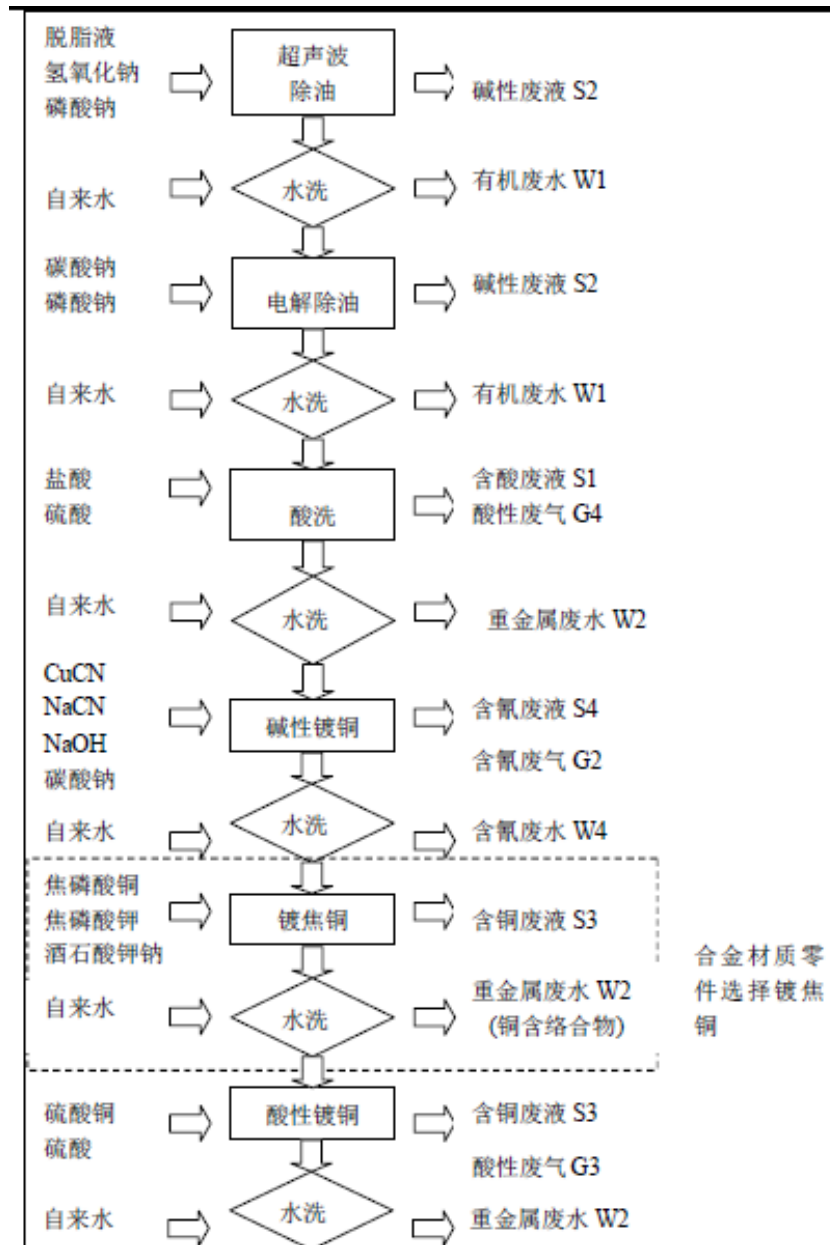 脱脂液
氢氧化钠
磷酸钠
超声波
除油
碱性废液 S2
自来水
水洗
有机废水 W1
碳酸钠
磷酸钠
电解除油
碱性废液 S2
自来水
水洗
有机废水 W1
盐酸
硫酸
酸洗
含酸废液 S1
酸性废气 G4
自来水
水洗
重金属废水 W2
CuCN
NaCN
NaOH
碳酸钠
碱性镀铜
含氰废液 S4
含氰废气 G2
自来水
水洗
含氰废水 W4
焦磷酸铜
焦磷酸钾
酒石酸钾钠
镀焦铜
含铜废液 S3
自来水
水洗
重金属废水 W2
(铜含络合物)
合金材质零
件选择镀焦
铜
硫酸铜
硫酸
酸性镀铜
含铜废液 S3
酸性废气 G3
自来水
水洗
重金属废水 W2